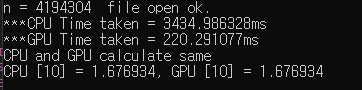 n = 4194304  file open ok.
***CPU Time taken = 3434.986328ms
***GPU Time taken = 220.291077ms
CPU and GPU calculate same
CPU [10] = 1.676934, GPU [10] = 1.676934